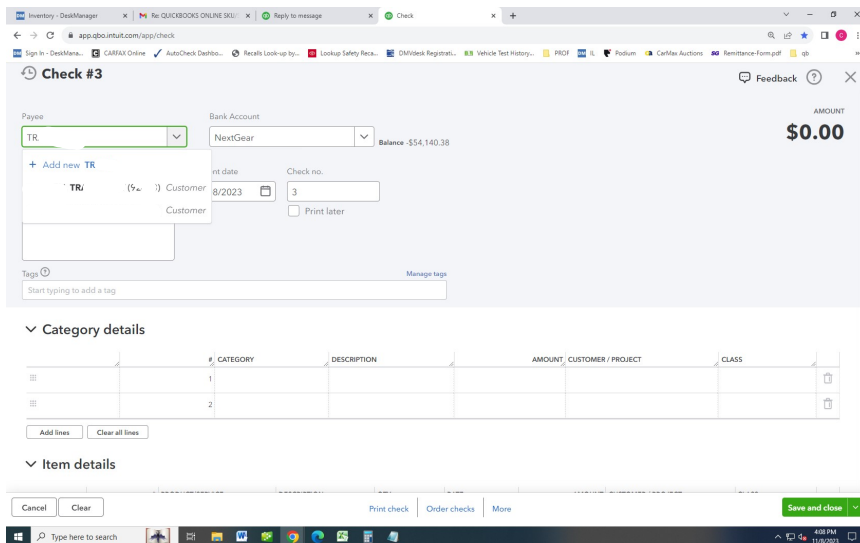 Inventory - DeskManager
Re: QUICKBOOKS ONLINE SKU:
Reply to message
Check
app.qbo.intuit.com/app/check
Sign In - DeskMana... CARFAX Online AutoCheck Dashbo... Recalls Look-up by... Lookup Safety Reca... DMVdesk Registrati... Vehicle Test History... PROF IL Podium CarMax Auctions Remittance-Form.pdf qb
Check #3
Feedback
Payee
Bank Account
AMOUNT
TR
NextGear
Balance -$54,140.38
$0.00
+ Add new TR
nt date
Check no.
Customer
8/2023
3
Customer
Print later
Tags
Manage tags
Start typing to add a tag
Category details
# CATEGORY DESCRIPTION AMOUNT CUSTOMER / PROJECT CLASS
1
2
Add lines
Clear all lines
Item details
Cancel
Clear
Print check
Order checks
More
Save and close
Type here to search
4:08 PM
11/8/2023